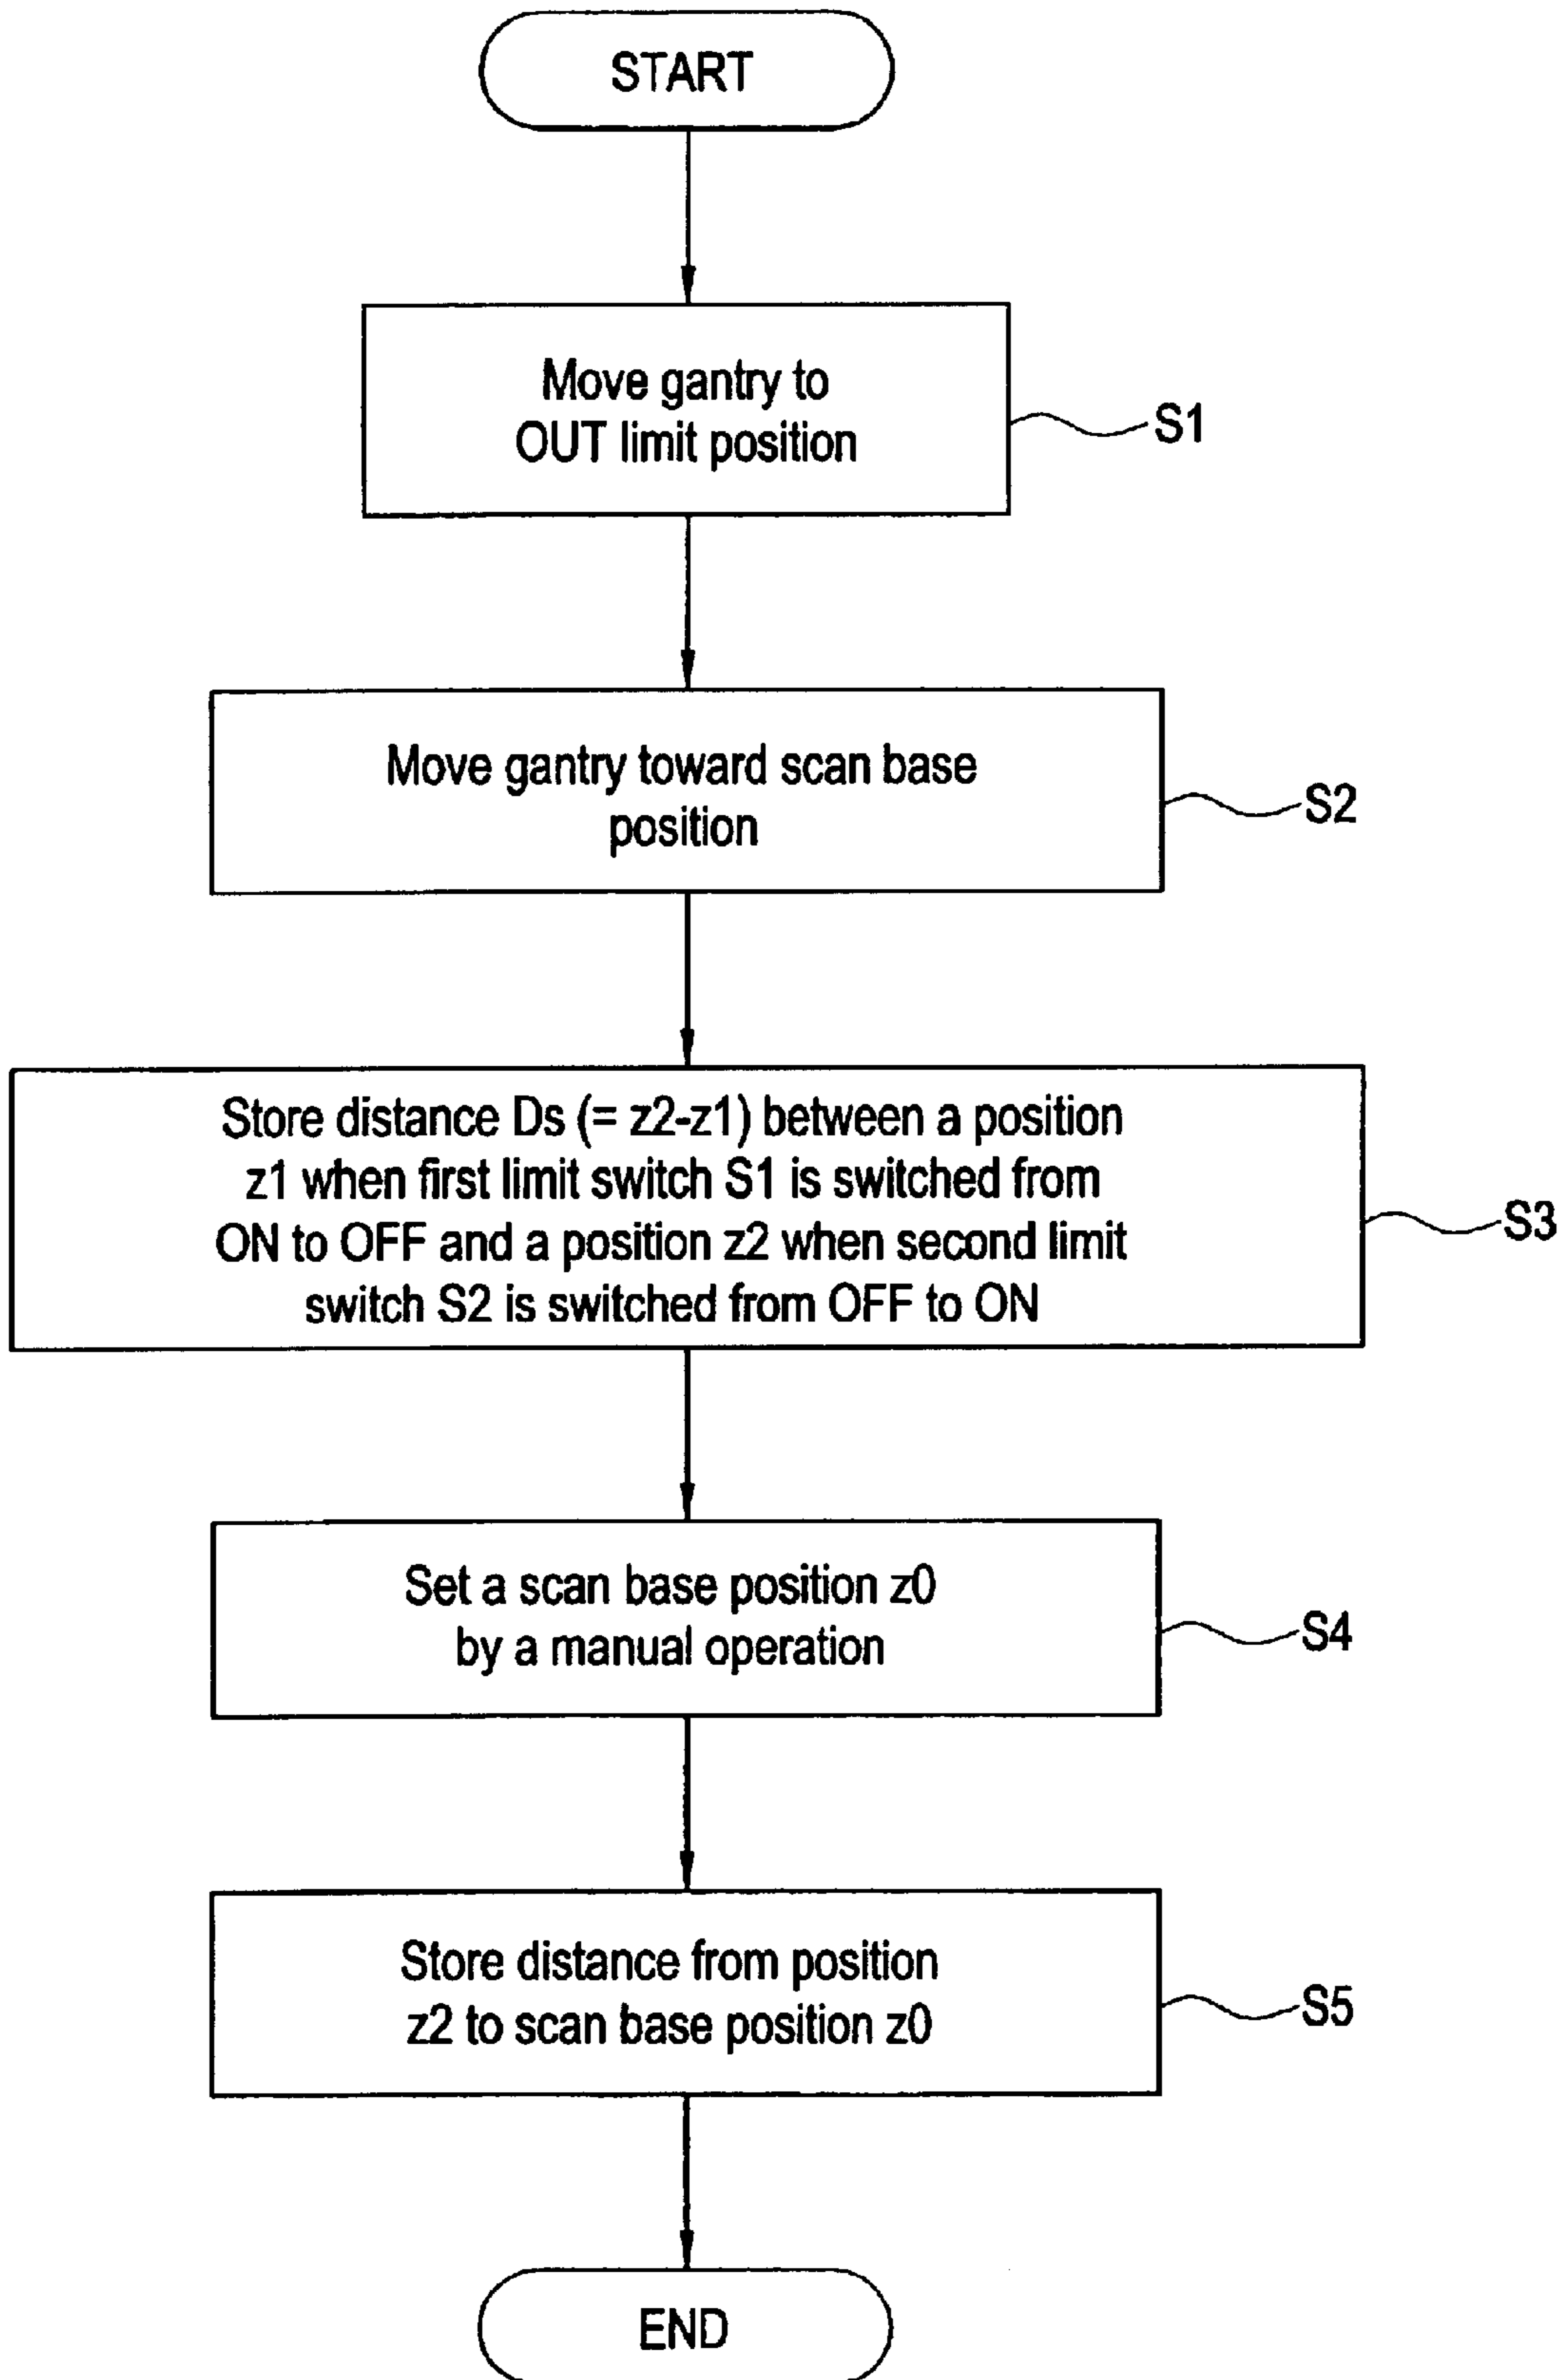 START
Move gantry to
OUT limit position
S1
Move gantry toward scan base
position
S2
Store distance Ds (= z2-z1) between a position
z1 when first limit switch S1 is switched from
ON to OFF and a position z2 when second limit
switch S2 is switched from OFF to ON
S3
Set a scan base position z0
by a manual operation
S4
Store distance from position
z2 to scan base position z0
S5
END